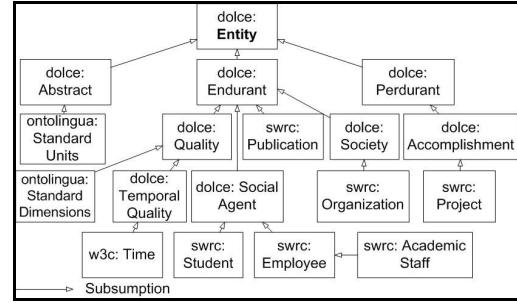 dolce:
Entity
dolce:
Abstract
dolce:
Endurant
dolce:
Perdurant
ontolingua:
Standard
Units
dolce:
Quality
swrc:
Publication
dolce:
Society
dolce:
Accomplishment
ontolingua:
Standard
Dimensions
dolce:
Temporal
Quality
dolce: Social
Agent
swrc:
Organization
swrc:
Project
w3c: Time
swrc:
Student
swrc:
Employee
swrc: Academic
Staff
Subsumption